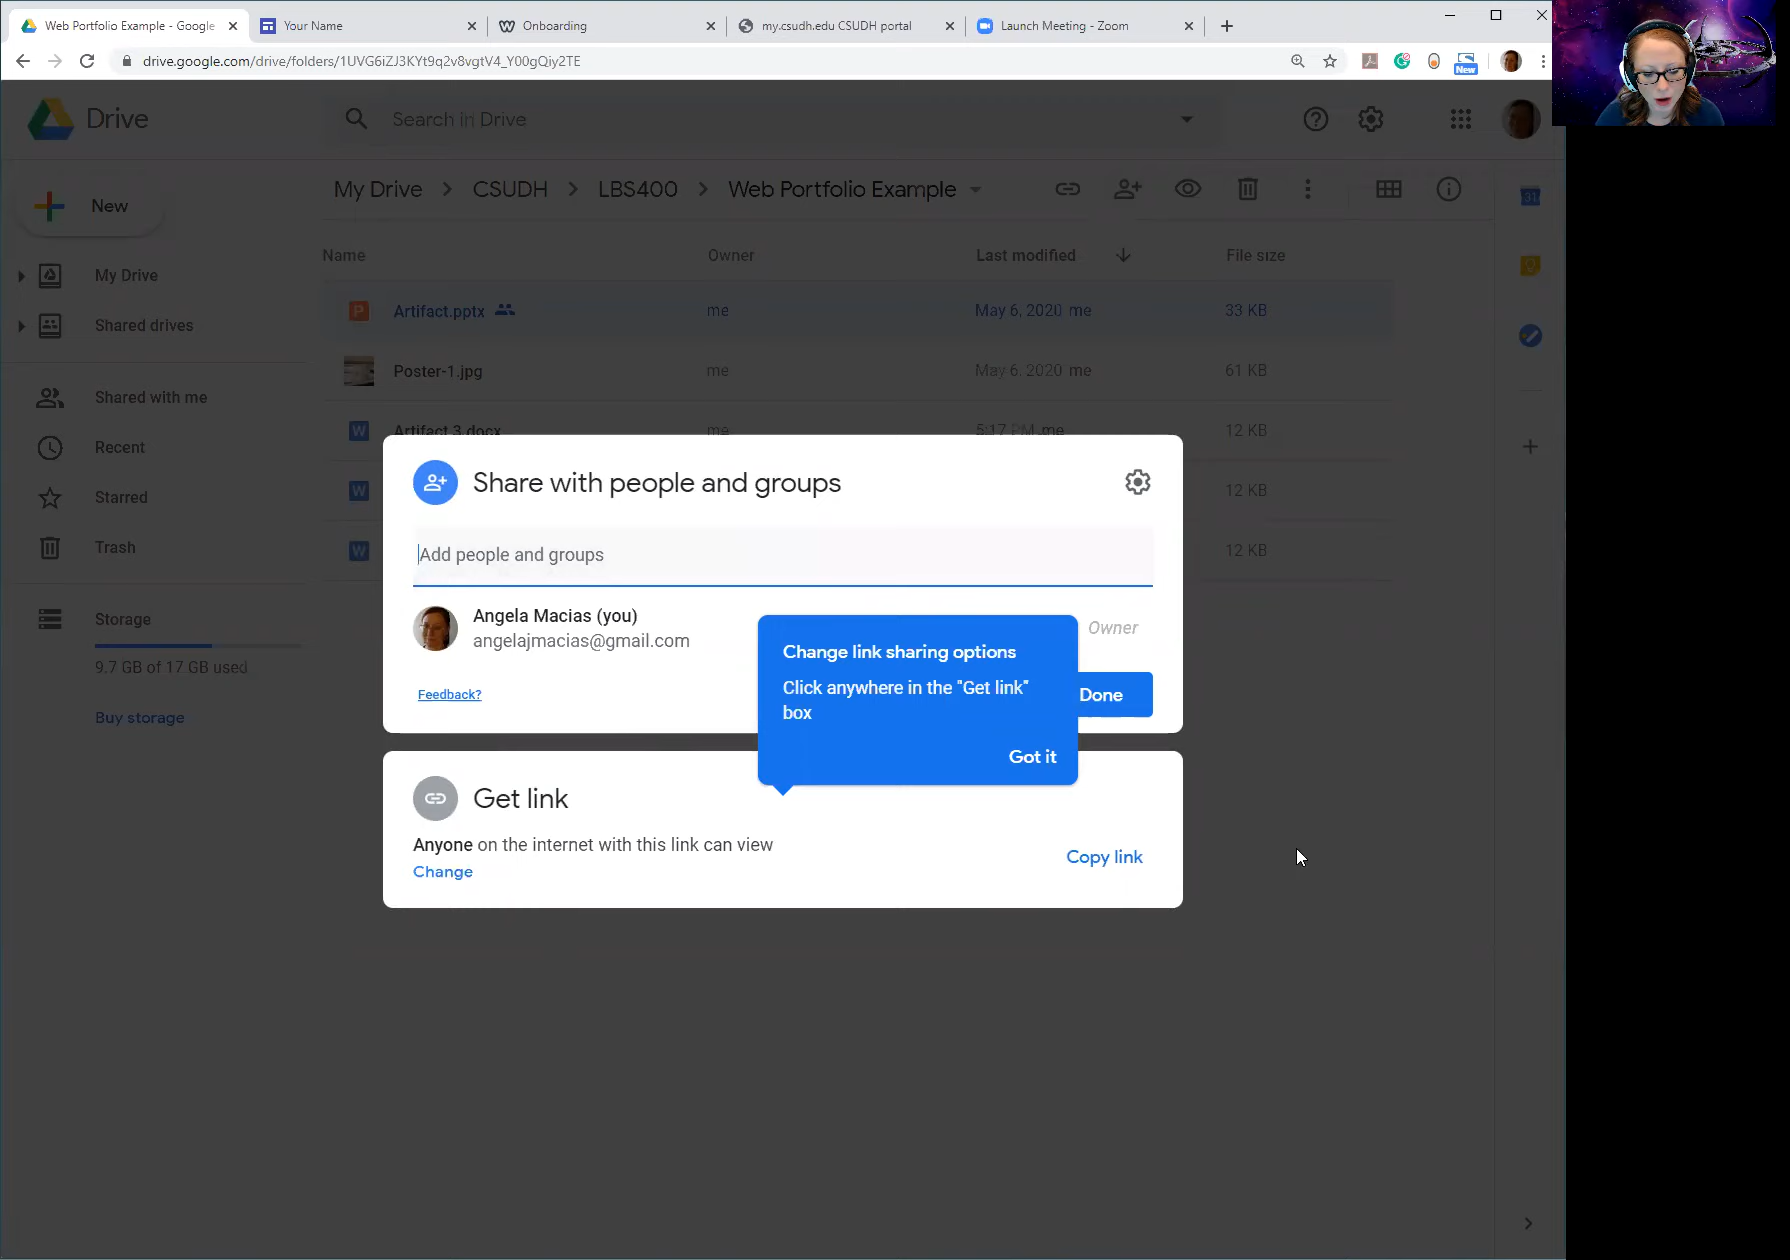 Web Portfolio Example - Google
Your Name
Onboarding
my.csudh.edu CSUDH portal
Launch Meeting - Zoom
drive.google.com/drive/folders/1UVG6iZJ3KYt9q2v8vgtV4_Y00gQiy2TE
New
Drive
Search in Drive
New
My Drive
CSUDH
LBS400
Web Portfolio Example
31
Name
Owner
Last modified
File size
My Drive
Shared drives
Shared with me
Recent
Starred
Trash
Storage
9.7 GB of 17 GB used
Buy storage
P Artifact.pptx me May 6, 2020 me 33 KB
Poster-1.jpg me May 6, 2020 me 61 KB
W Artifact 3.docx me 5:17 PM me 12 KB
W 12 KB
W 12 KB
Share with people and groups
Add people and groups
Angela Macias (you)
angelajmacias@gmail.com
Owner
Feedback?
Done
Change link sharing options
Click anywhere in the "Get link"
box
Got it
Get link
Anyone on the internet with this link can view
Change
Copy link